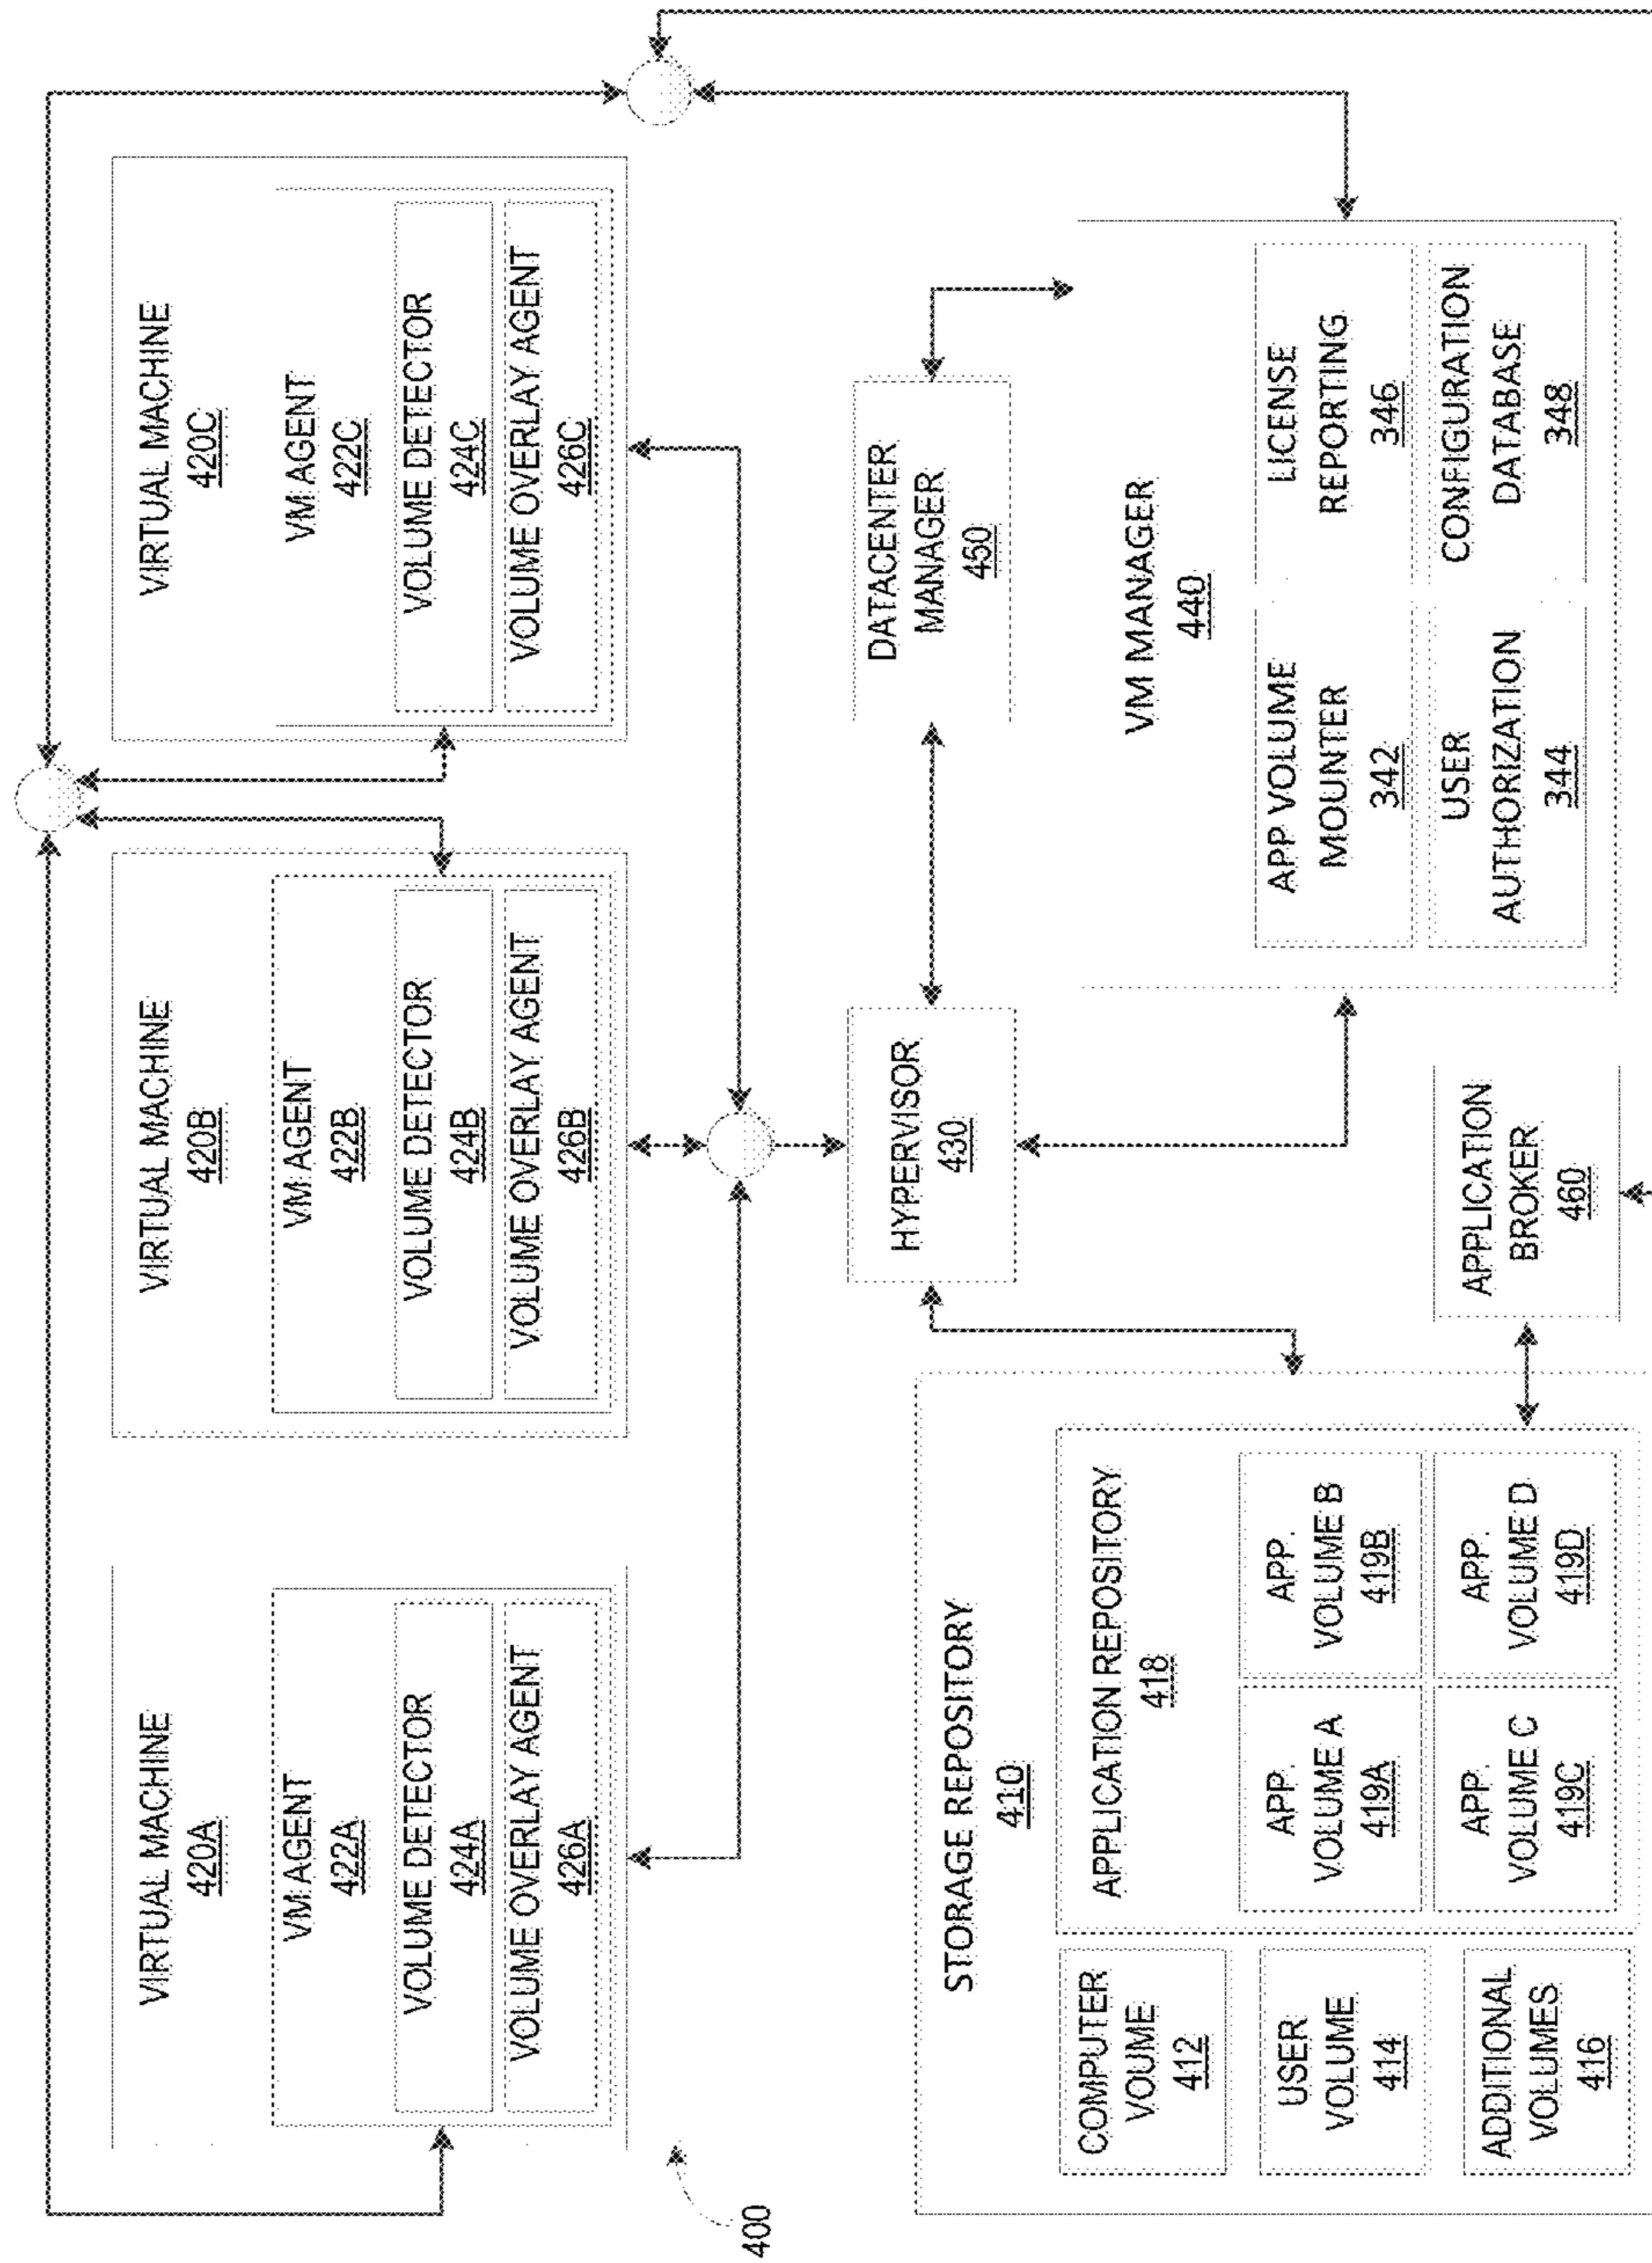 VIRTUAL MACHINE
420A
VM AGENT
422A
VOLUME DETECTOR
424A
VOLUME OVERLAY AGENT
426A
VIRTUAL MACHINE
420B
VM AGENT
422B
VOLUME DETECTOR
424B
VOLUME OVERLAY AGENT
426B
VIRTUAL MACHINE
420C
VM AGENT
422C
VOLUME DETECTOR
424C
VOLUME OVERLAY AGENT
426C
400
HYPERVISOR
430
DATACENTER
MANAGER
450
STORAGE REPOSITORY
410
COMPUTER
VOUME
412
USER
VOLUME
414
ADDITIONAL
VOLUMES
416
APPLICATION REPOSITORY
418
APP.
VOLUME A
419A
APP.
VOLUME B
419B
APP.
VOLUME C
419C
APP.
VOLUME D
419D
APPLICATION
BROKER
460
VM MANAGER
440
APP VOLUME
MOUNTER
342
LICENSE
REPORTING
346
USER
AUTHORIZATION
344
CONFIGURATION
DATABASE
348